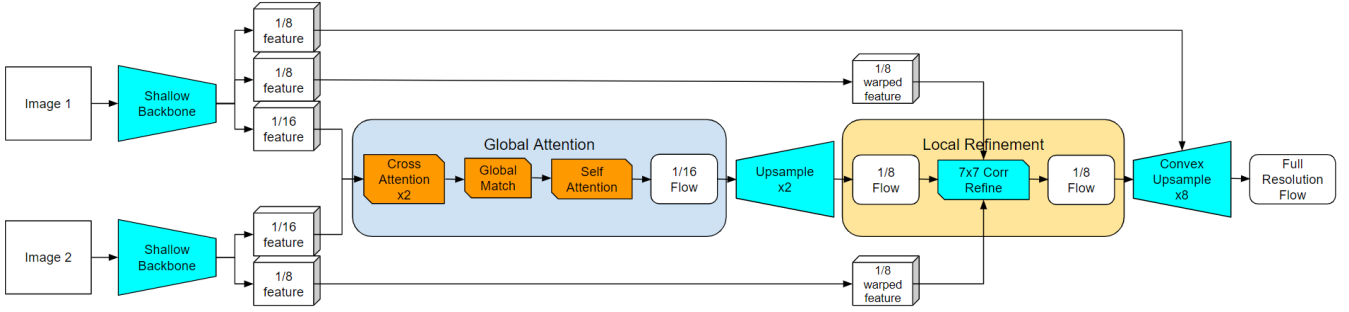 Image 1
Shallow
Backbone
1/8
feature
1/8
feature
1/16
feature
1/8
warped
feature
Global Attention
Cross
Attention
x2
Global
Match
Self
Attention
1/16
Flow
Upsample
x2
Local Refinement
1/8
Flow
7x7 Corr
Refine
1/8
Flow
Convex
Upsample
x8
Full
Resolution
Flow
Image 2
Shallow
Backbone
1/16
feature
1/8
feature
1/8
warped
feature